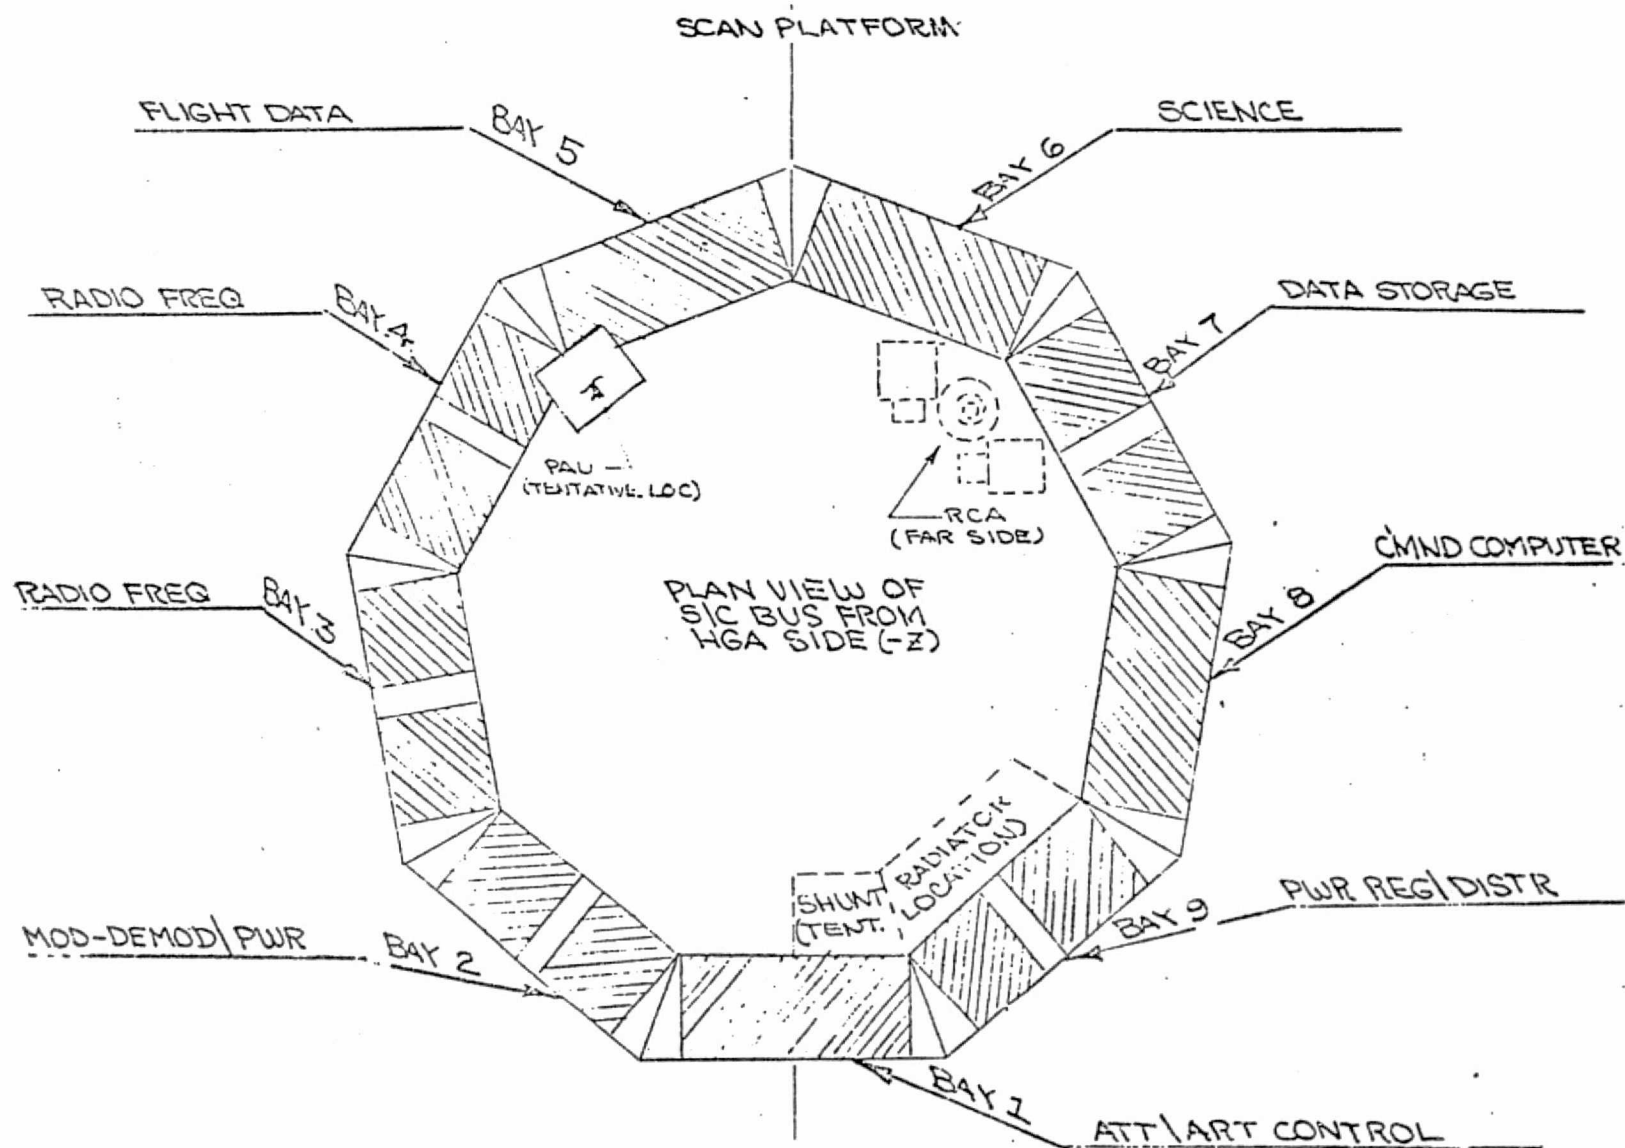 SCAN PLATFORM
FLIGHT DATA
BAY 5
SCIENCE
BAY 6
RADIO FREQ
BAY 4
DATA STORAGE
BAY 7
PAU
(TENTATIVE LOC)
RCA
(FAR SIDE)
RADIO FREQ
BAY 3
CMND COMPUTER
BAY 8
PLAN VIEW OF
S/C BUS FROM
HGA SIDE (-Z)
MOD-DEMOD/PWR
BAY 2
SHUNT RADIATOR
(TENT. LOCATION)
PWR REG/DISTR
BAY 9
BAY 1
ATT/ART CONTROL